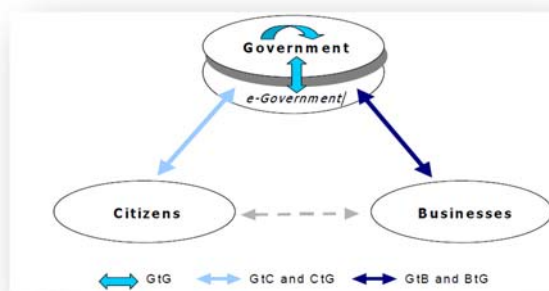 Government
e-Government/
Citizens
Businesses
GtG
GtC and CtG
GtB and BtG